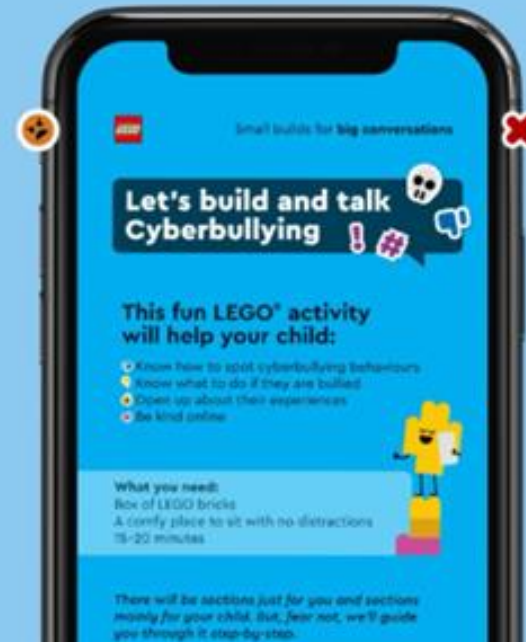 LEGO
Small builds for big conversations
Let's build and talk
Cyberbullying
! #
This fun LEGO® activity
will help your child:
Know how to spot cyberbullying behaviours
Know what to do if they are bullied
Open up about their experiences
Be kind online
What you need:
Box of LEGO bricks
A comfy place to sit with no distractions
15-20 minutes
There will be sections just for you and sections
mainly for your child. But, fear not, we'll guide
you through it step-by-step.